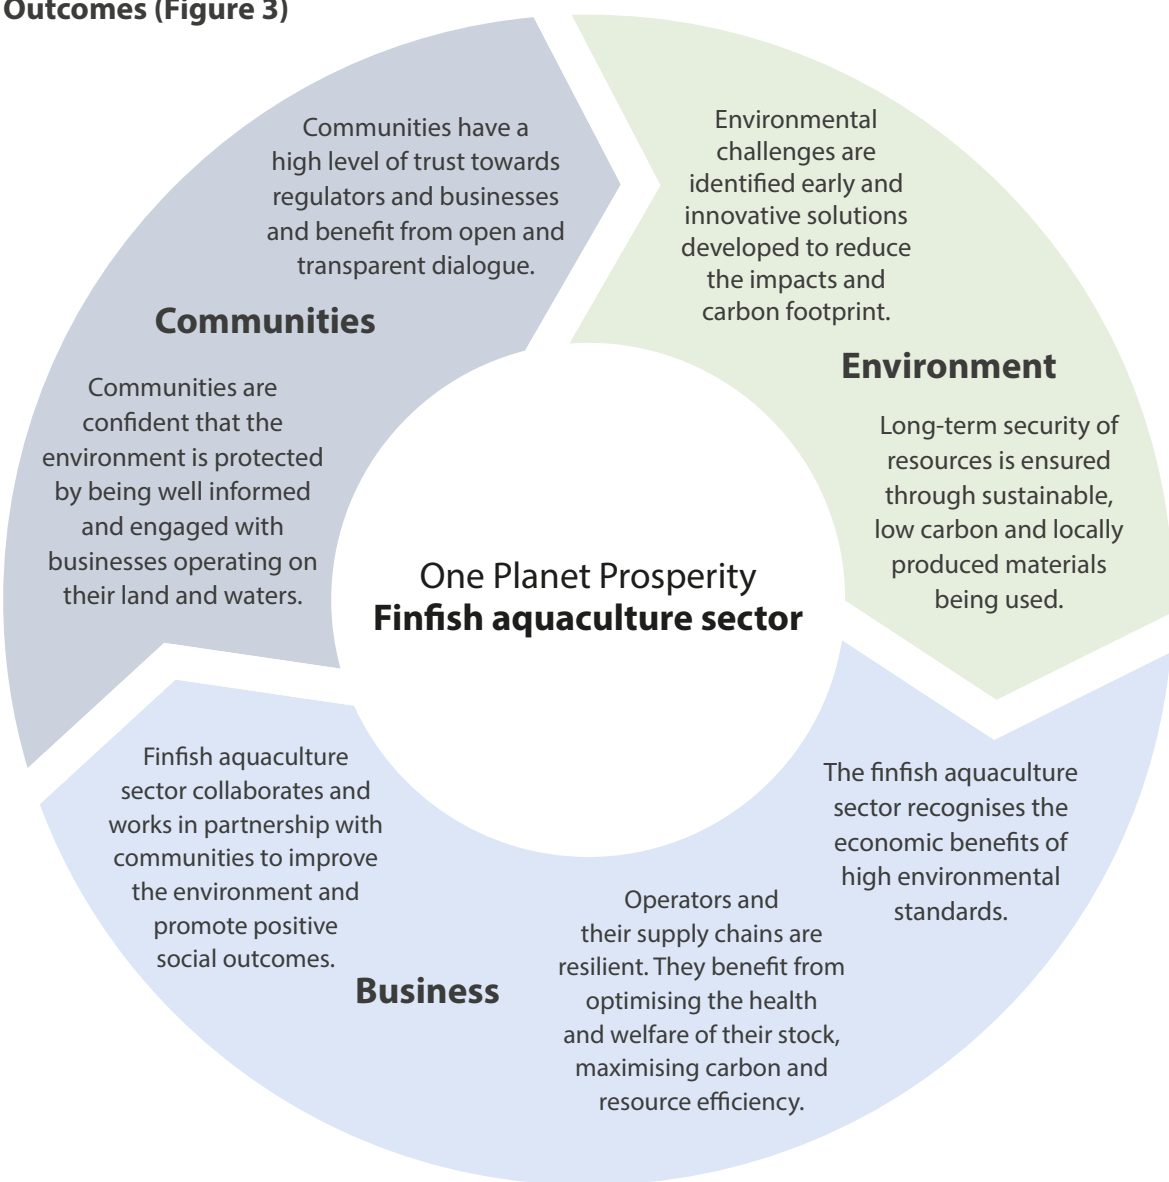 Outcomes (Figure 3)
Communities have a
high level of trust towards
regulators and businesses
and benefit from open and
transparent dialogue.
Communities
Communities are
confident that the
environment is protected
by being well informed
and engaged with
businesses operating on
their land and waters.
Environmental
challenges are
identified early and
innovative solutions
developed to reduce
the impacts and
carbon footprint.
Environment
Long-term security of
resources is ensured
through sustainable,
low carbon and locally
produced materials
being used.
One Planet Prosperity
Finfish aquaculture sector
Finfish aquaculture
sector collaborates and
works in partnership with
communities to improve
the environment and
promote positive
social outcomes.
Business
Operators and
their supply chains are
resilient. They benefit from
optimising the health
and welfare of their stock,
maximising carbon and
resource efficiency.
The finfish aquaculture
sector recognises the
economic benefits of
high environmental
standards.